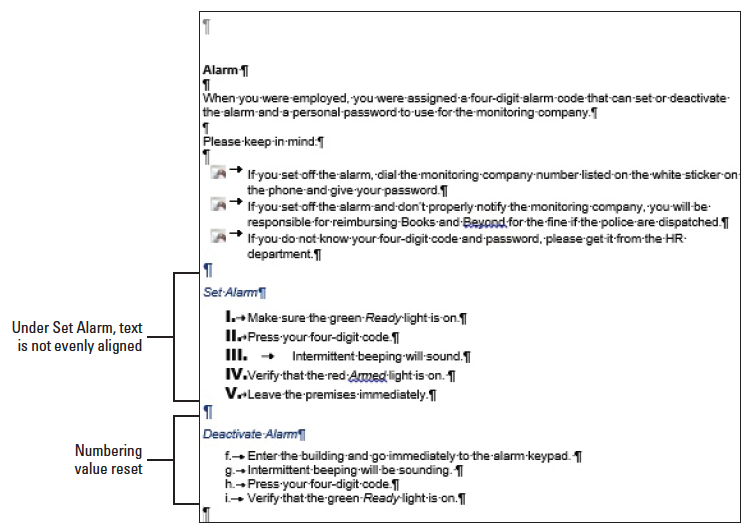 Alarm
When you were employed, you were assigned a four-digit alarm code that can set or deactivate
the alarm and a personal password to use for the monitoring company.
Please keep in mind:
If you set off the alarm, dial the monitoring company number listed on the white sticker on
the phone and give your password.
If you set off the alarm and don't properly notify the monitoring company, you will be
responsible for reimbursing Books and Beyond for the fine if the police are dispatched.
If you do not know your four-digit code and password, please get it from the HR
department.
Set Alarm
I. Make sure the green Ready light is on.
II. Press your four-digit code.
III. Intermittent beeping will sound.
IV. Verify that the red Armed light is on.
V. Leave the premises immediately.
Deactivate Alarm
f. Enter the building and go immediately to the alarm keypad.
g. Intermittent beeping will be sounding.
h. Press your four-digit code.
i. Verify that the green Ready light is on.
Under Set Alarm, text
is not evenly aligned
Numbering
value reset